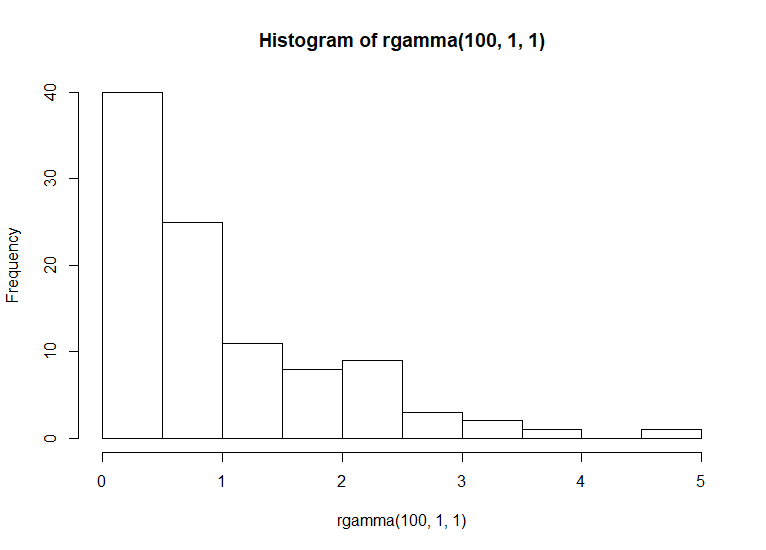 Histogram of rgamma(100, 1, 1)
Frequency
40
30
20
10
0
0 1 2 3 4 5
rgamma(100, 1, 1)